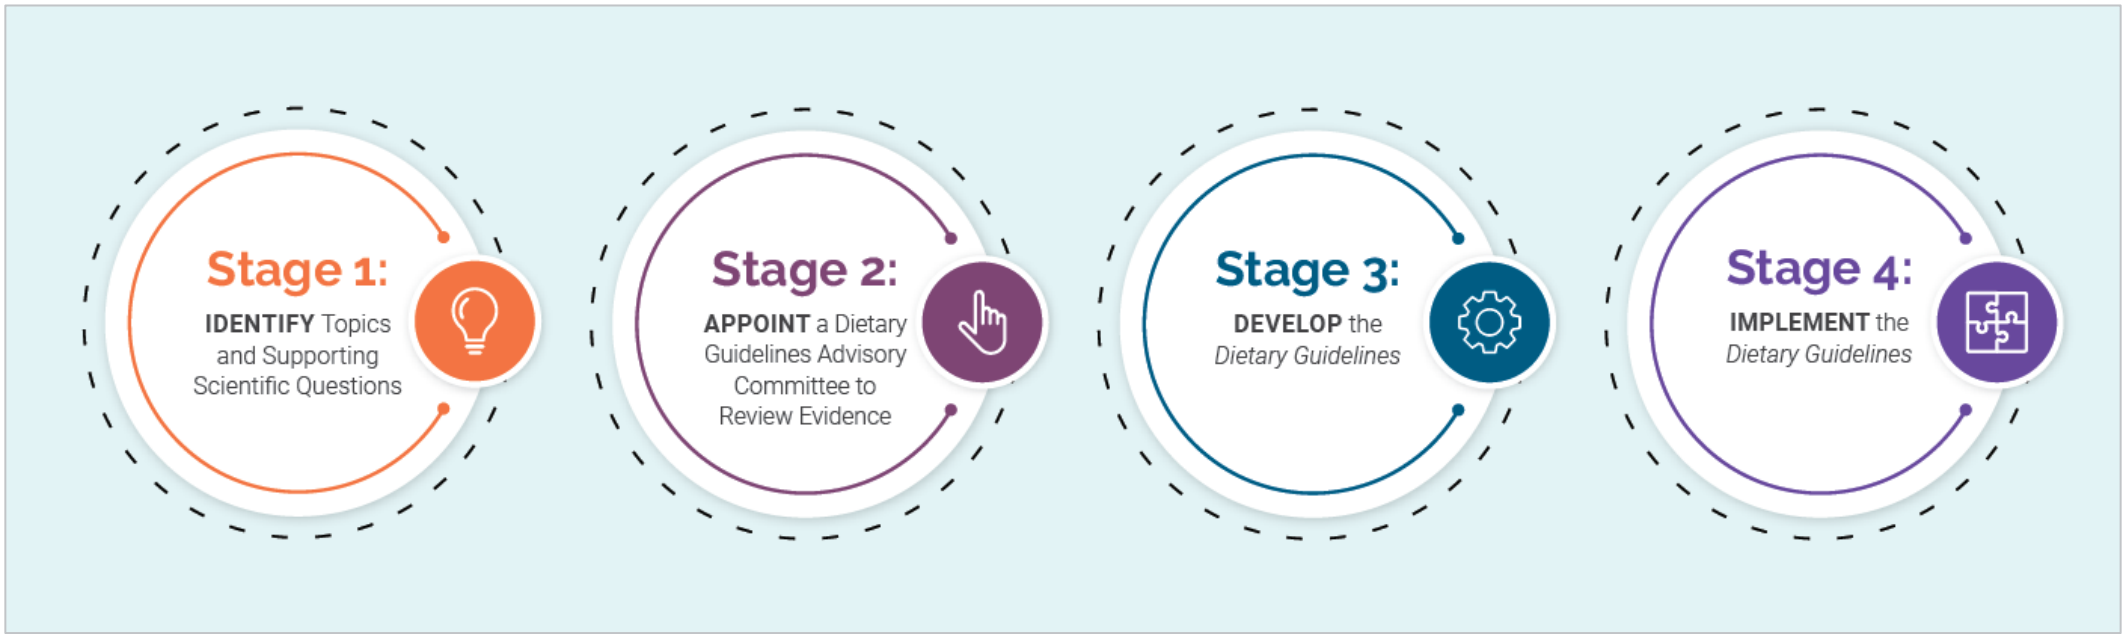 Stage 1:
IDENTIFY Topics
and Supporting
Scientific Questions
Stage 2:
APPOINT a Dietary
Guidelines Advisory
Committee to
Review Evidence
Stage 3:
DEVELOP the
Dietary Guidelines
Stage 4:
IMPLEMENT the
Dietary Guidelines